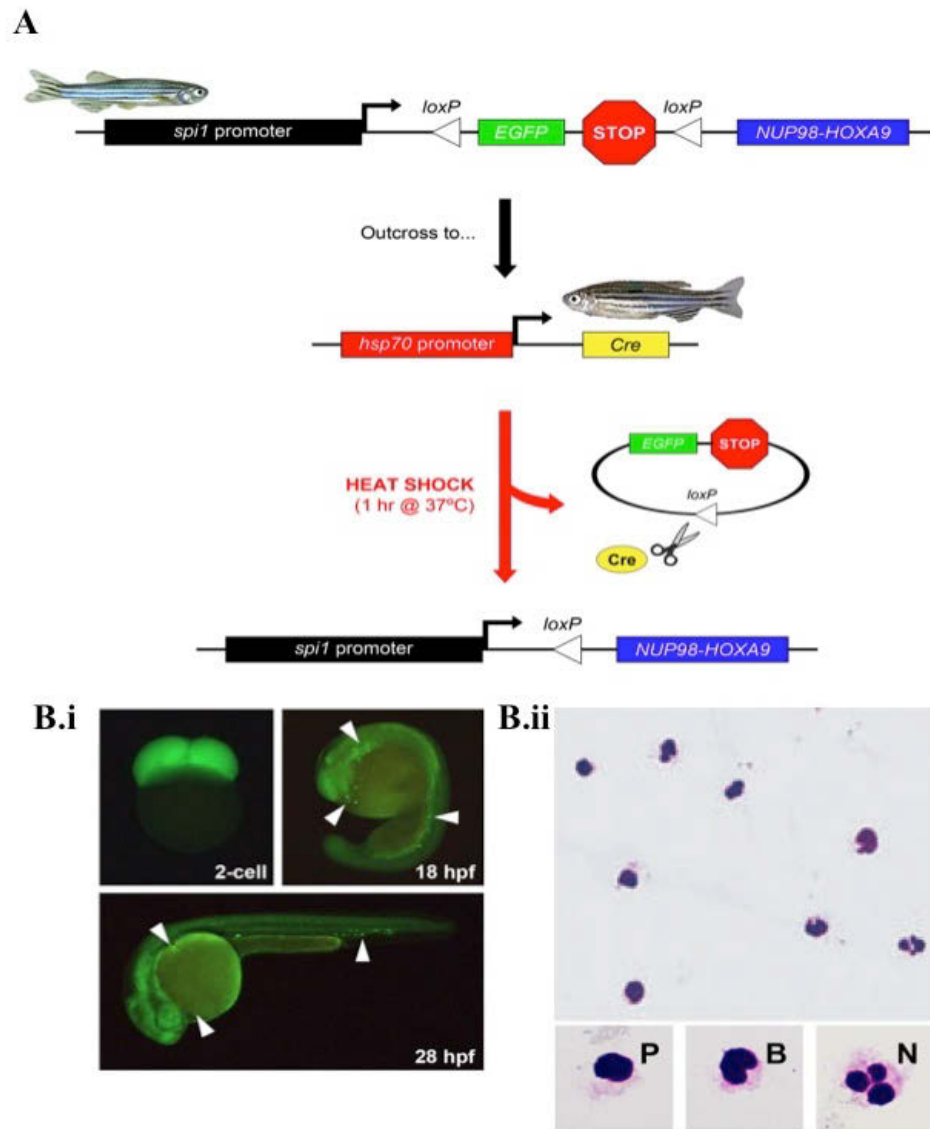 A
loxP loxP
spi1 promoter EGFP STOP NUP98-HOXA9
Outcross to...
hsp70 promoter Cre
EGFP STOP
HEAT SHOCK
(1 hr @ 37ºC)
loxP
Cre
loxP
spi1 promoter NUP98-HOXA9
B.i
2-cell
18 hpf
28 hpf
B.ii
P
B
N